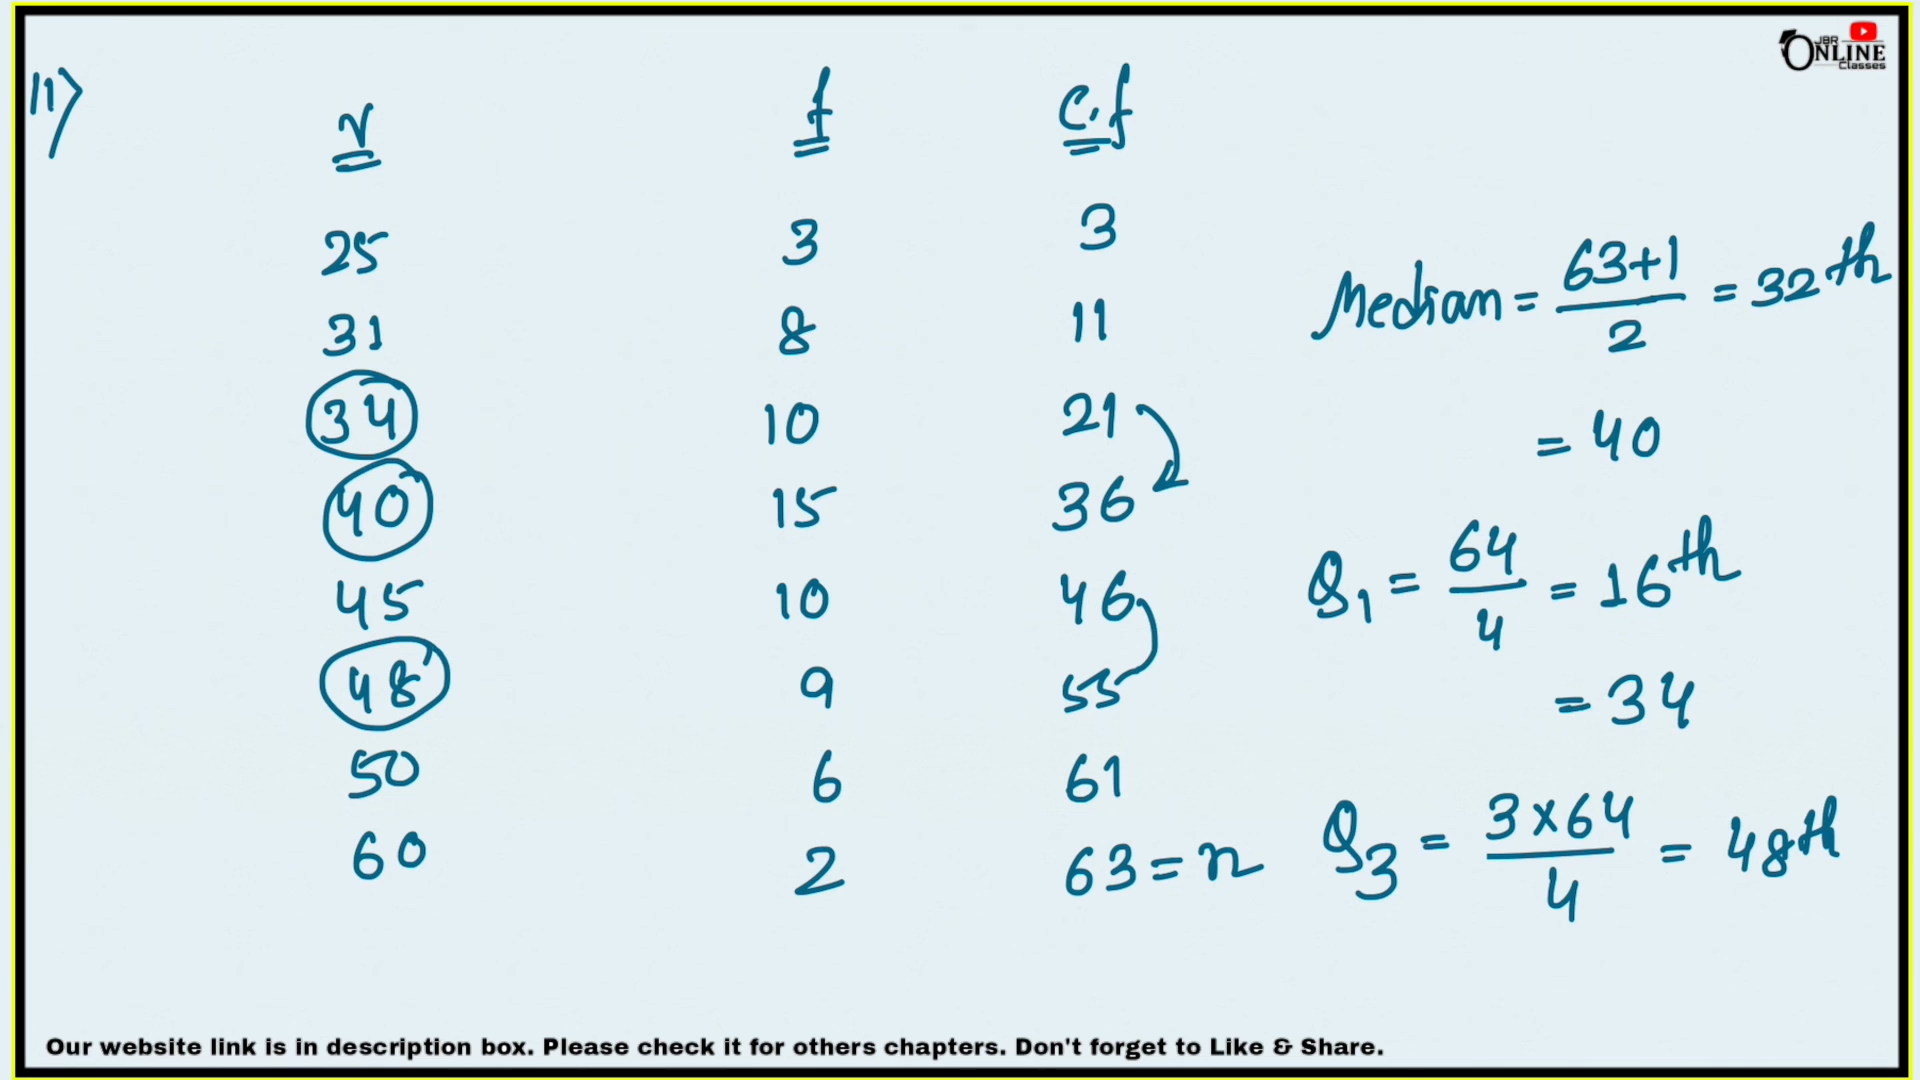 JBR
ONLINE
Classes
11)
x f c.f
25 3 3
31 8 11
34 10 21
40 15 36
45 10 46
48 9 55
50 6 61
60 2 63 = n
Median = 63+1 / 2 = 32th
= 40
Q1 = 64 / 4 = 16th
= 34
Q3 = 3 x 64 / 4 = 48th
Our website link is in description box. Please check it for others chapters. Don't forget to Like & Share.